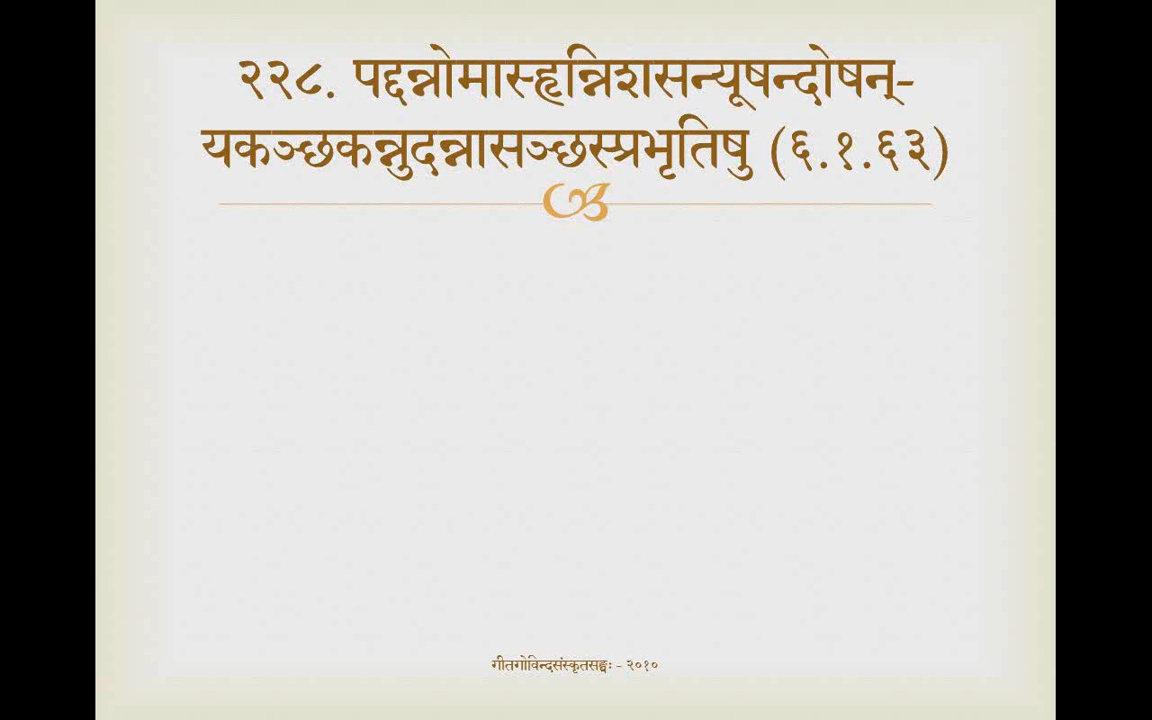 २२८. पद्दन्नोमास्हृन्निशसन्यूषन्दोषन्-
यकञ्छकन्नुदन्नासञ्छस्प्रभृतिषु (६.१.६३)
गीतगोविन्दसंस्कृतसङ्घः - २०१०